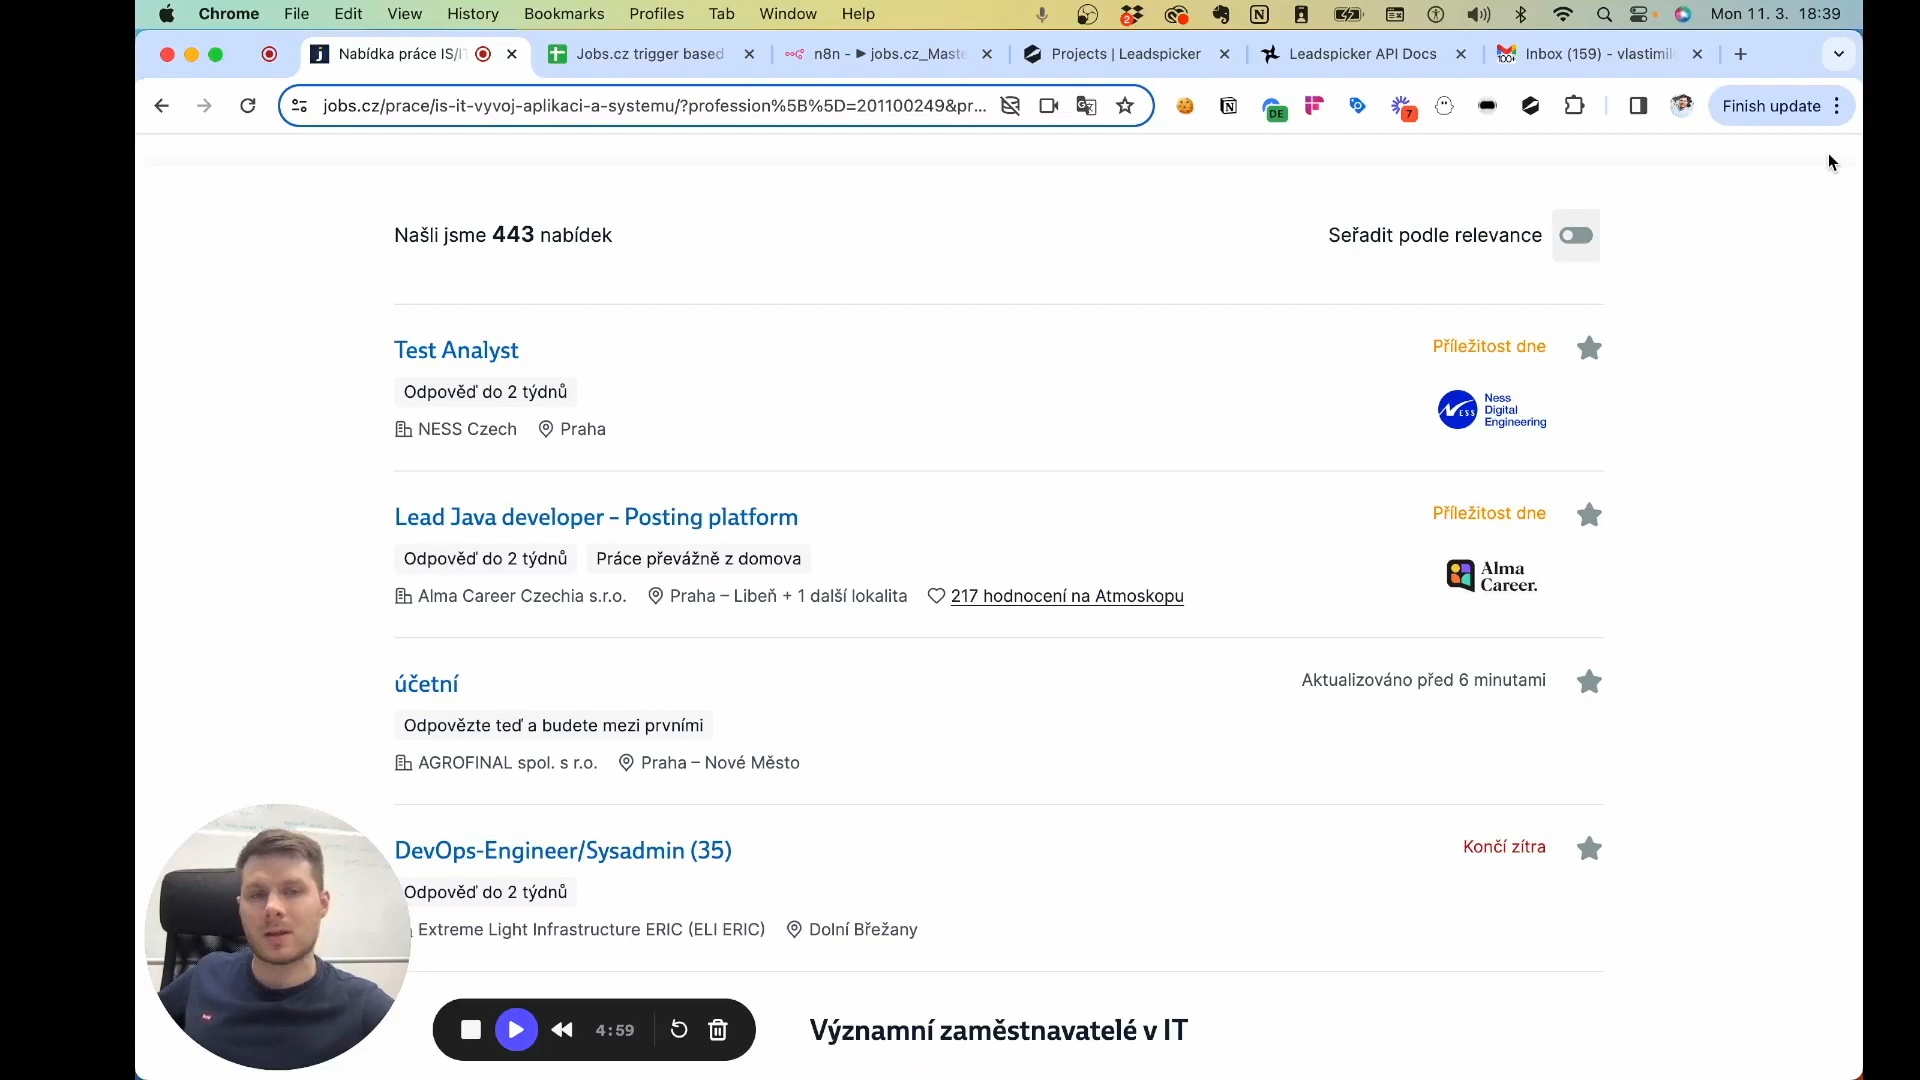 Chrome File Edit View History Bookmarks Profiles Tab Window Help
2
Mon 11. 3. 18:39
Nabídka práce IS/I
Jobs.cz trigger based
n8n - ▶ jobs.cz_Maste
Projects | Leadspicker
Leadspicker API Docs
100+
Inbox (159) - vlastimil
jobs.cz/prace/is-it-vyvoj-aplikaci-a-systemu/?profession%5B%5D=201100249&pr...
DE
7
Finish update
Našli jsme 443 nabídek
Seřadit podle relevance
Test Analyst
Příležitost dne
Odpověď do 2 týdnů
NESS Czech Praha
NESS
Ness
Digital
Engineering
Lead Java developer – Posting platform
Příležitost dne
Odpověď do 2 týdnů Práce převážně z domova
Alma Career Czechia s.r.o. Praha – Libeň + 1 další lokalita 217 hodnocení na Atmoskopu
Alma
Career.
účetní
Aktualizováno před 6 minutami
Odpovězte teď a budete mezi prvními
AGROFINAL spol. s r.o. Praha – Nové Město
DevOps-Engineer/Sysadmin (35)
Končí zítra
Odpověď do 2 týdnů
Extreme Light Infrastructure ERIC (ELI ERIC) Dolní Břežany
4:59
Významní zaměstnavatelé v IT